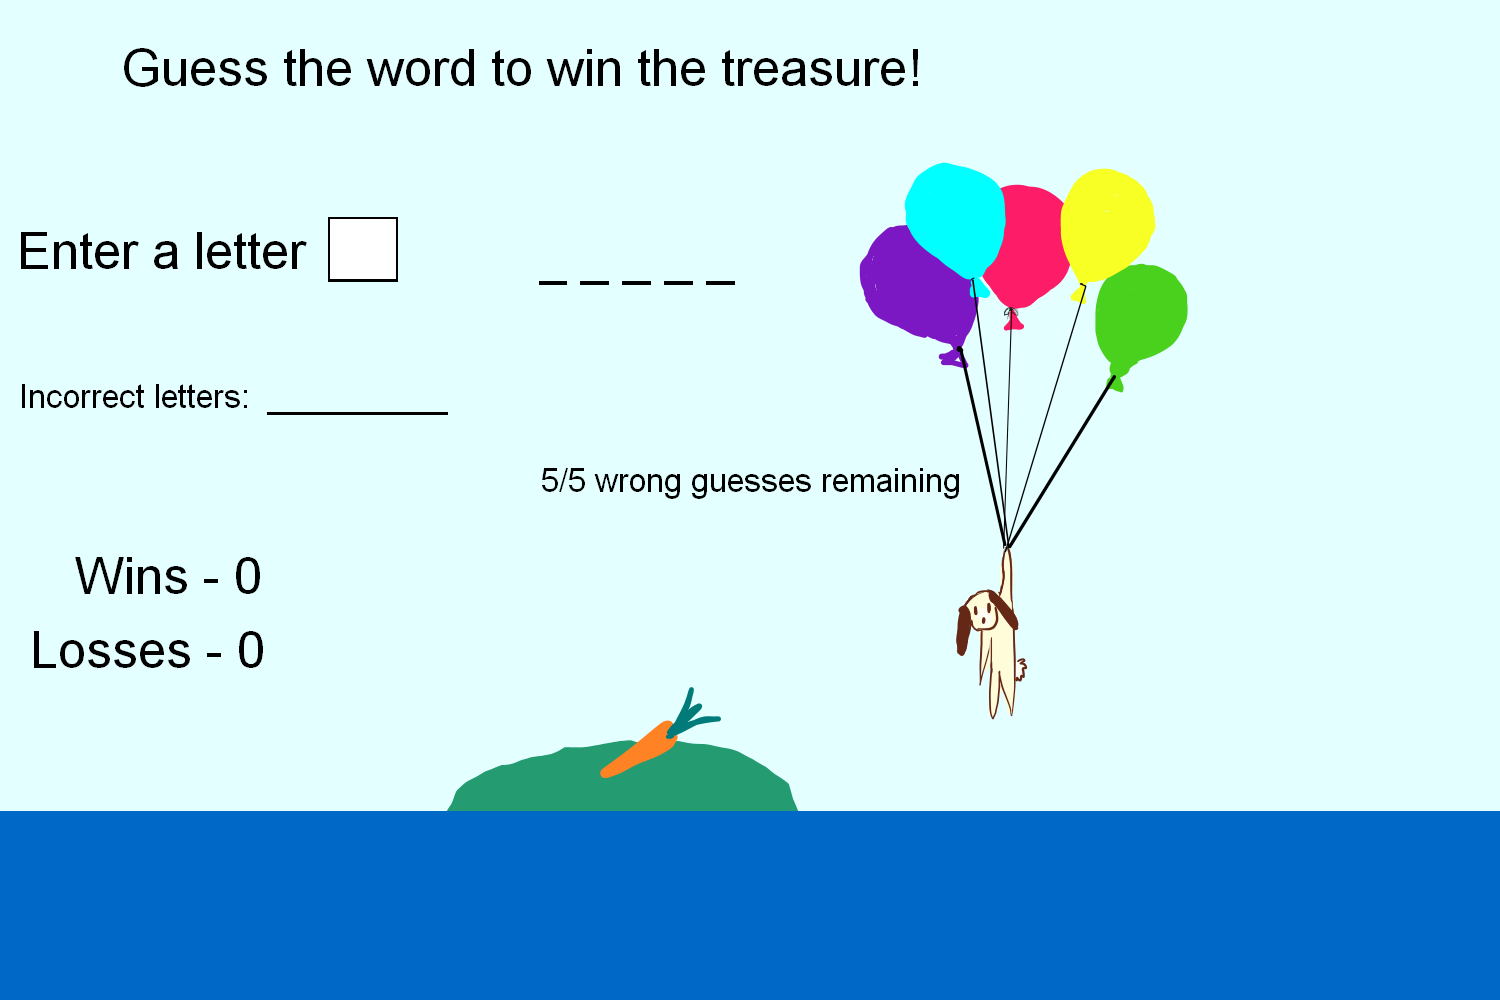 Guess the word to win the treasure!
Enter a letter
_ _ _ _ _
Incorrect letters: _________
5/5 wrong guesses remaining
Wins - 0
Losses - 0